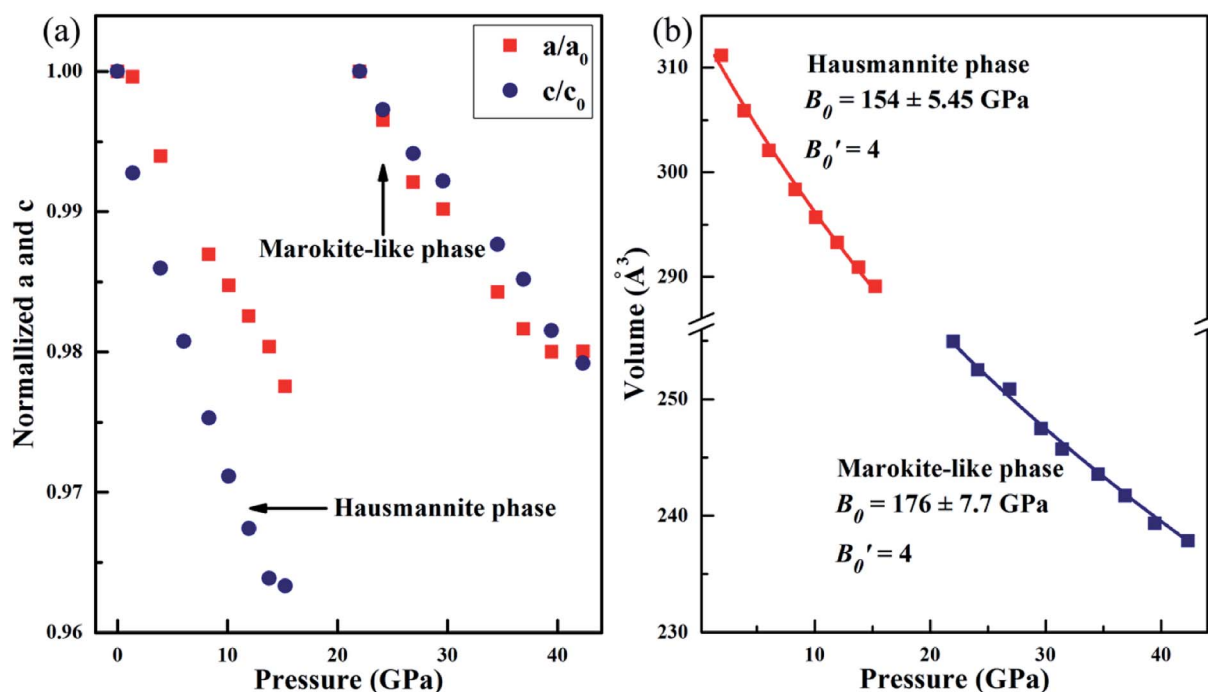 (a)
a/a0
c/c0
1.00
0.99
0.98
0.97
0.96
Normallized a and c
Marokite-like phase
Hausmannite phase
0 10 20 30 40
Pressure (GPa)
(b)
310
300
290
250
240
230
Volume (Å3)
Hausmannite phase
B0 = 154 ± 5.45 GPa
B0′ = 4
Marokite-like phase
B0 = 176 ± 7.7 GPa
B0′ = 4
10 20 30 40
Pressure (GPa)